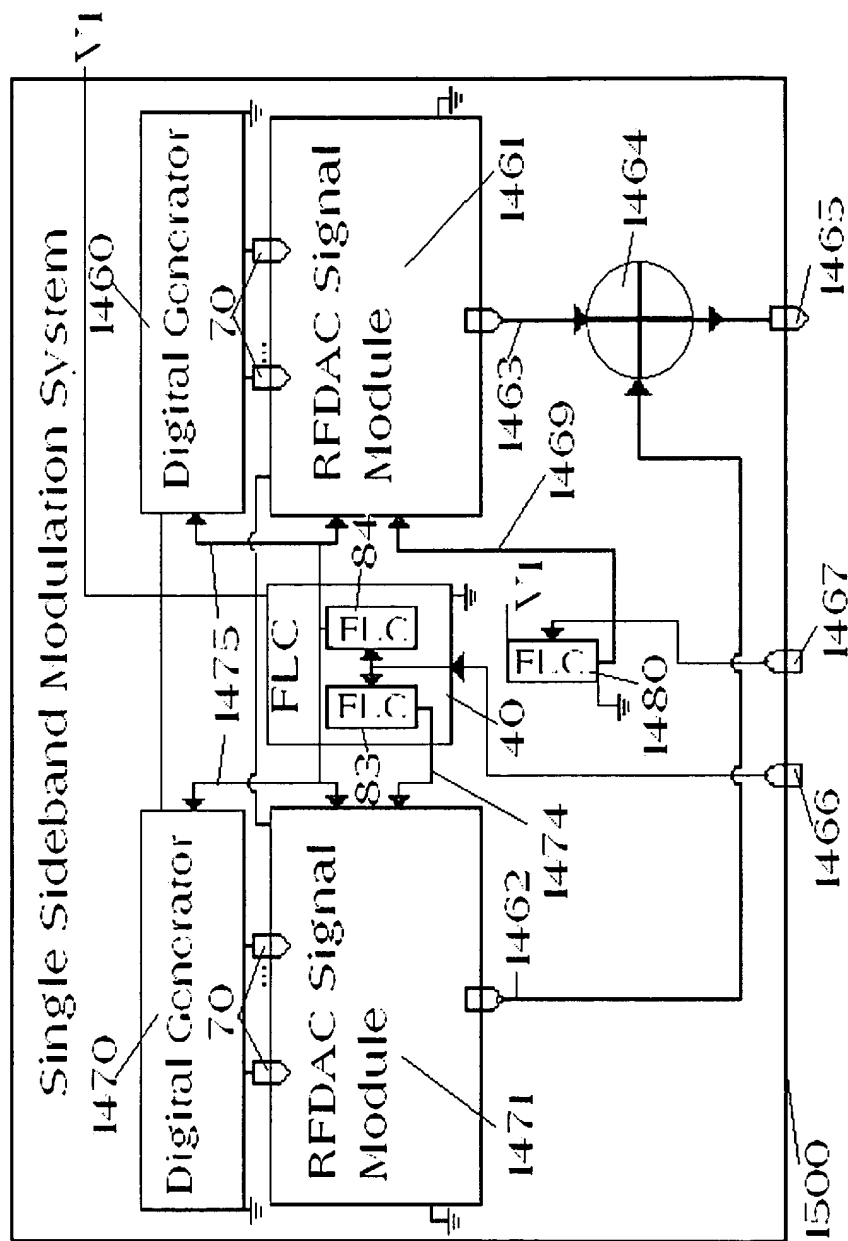 Single Sideband Modulation System
V1
1470
Digital Generator
70
...
RFDAC Signal
Module
1471
1462
1475
FLC
FLC
FLC
83
84
40
1474
1460
Digital Generator
70
...
RFDAC Signal
Module
1461
1463
1469
1464
V1
FLC
1480
1466
1467
1465
1500